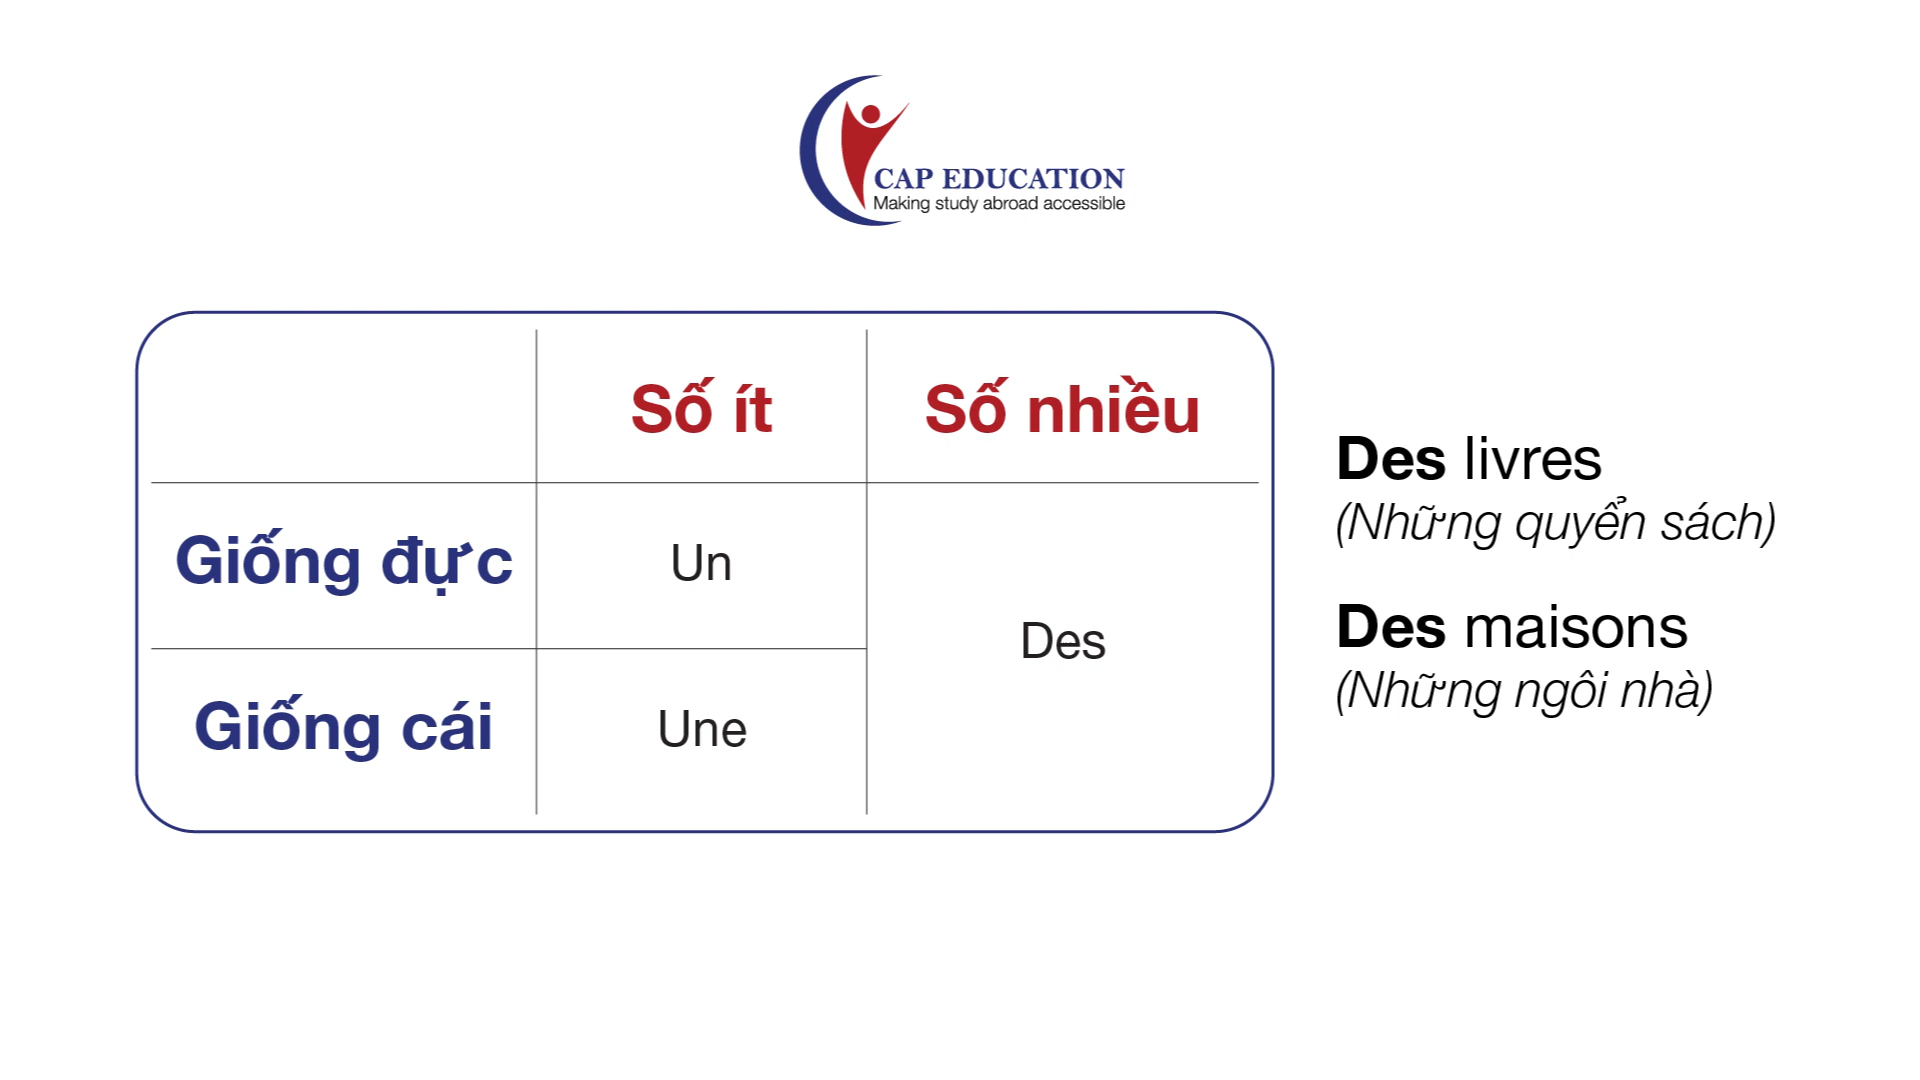 CAP EDUCATION
Making study abroad accessible
Số ít
Số nhiều
Giống đực
Un
Des
Giống cái
Une
Des livres
(Những quyển sách)
Des maisons
(Những ngôi nhà)